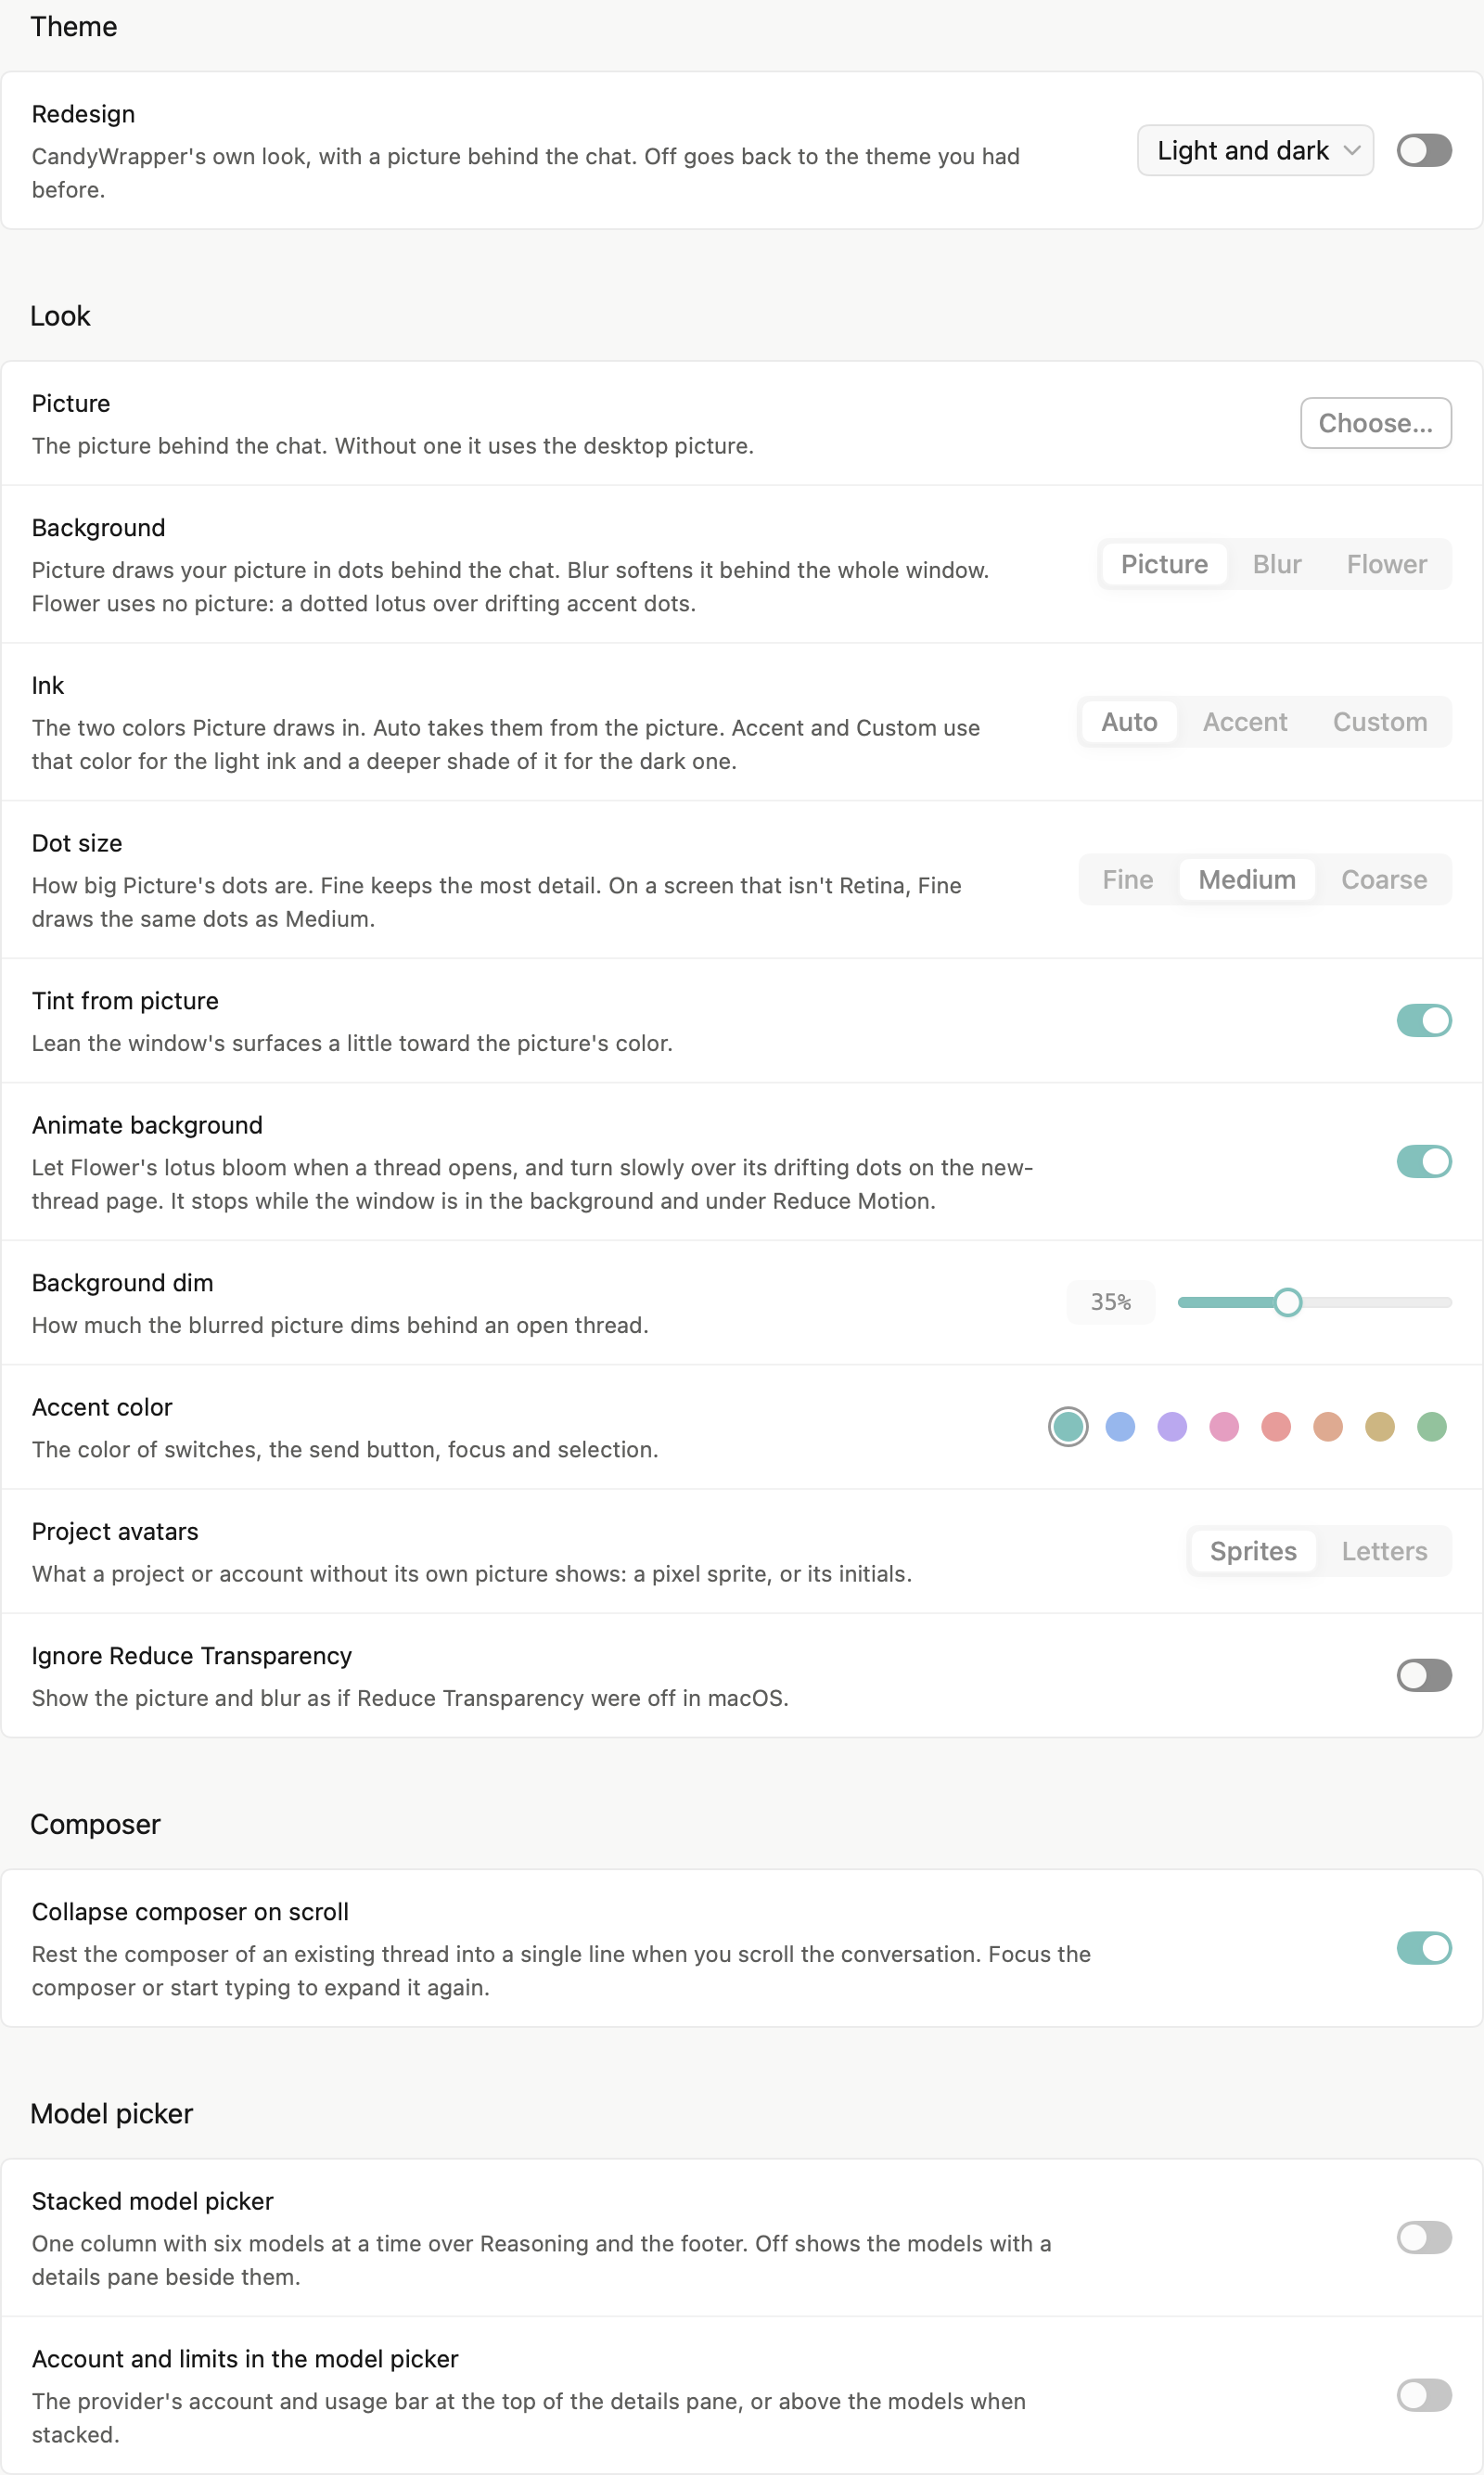 Theme
Redesign
CandyWrapper's own look, with a picture behind the chat. Off goes back to the theme you had
before.
Light and dark
Look
Picture
The picture behind the chat. Without one it uses the desktop picture.
Choose...
Background
Picture draws your picture in dots behind the chat. Blur softens it behind the whole window.
Flower uses no picture: a dotted lotus over drifting accent dots.
Picture Blur Flower
Ink
The two colors Picture draws in. Auto takes them from the picture. Accent and Custom use
that color for the light ink and a deeper shade of it for the dark one.
Auto Accent Custom
Dot size
How big Picture's dots are. Fine keeps the most detail. On a screen that isn't Retina, Fine
draws the same dots as Medium.
Fine Medium Coarse
Tint from picture
Lean the window's surfaces a little toward the picture's color.
Animate background
Let Flower's lotus bloom when a thread opens, and turn slowly over its drifting dots on the new-
thread page. It stops while the window is in the background and under Reduce Motion.
Background dim
How much the blurred picture dims behind an open thread.
35%
Accent color
The color of switches, the send button, focus and selection.
Project avatars
What a project or account without its own picture shows: a pixel sprite, or its initials.
Sprites Letters
Ignore Reduce Transparency
Show the picture and blur as if Reduce Transparency were off in macOS.
Composer
Collapse composer on scroll
Rest the composer of an existing thread into a single line when you scroll the conversation. Focus the
composer or start typing to expand it again.
Model picker
Stacked model picker
One column with six models at a time over Reasoning and the footer. Off shows the models with a
details pane beside them.
Account and limits in the model picker
The provider's account and usage bar at the top of the details pane, or above the models when
stacked.